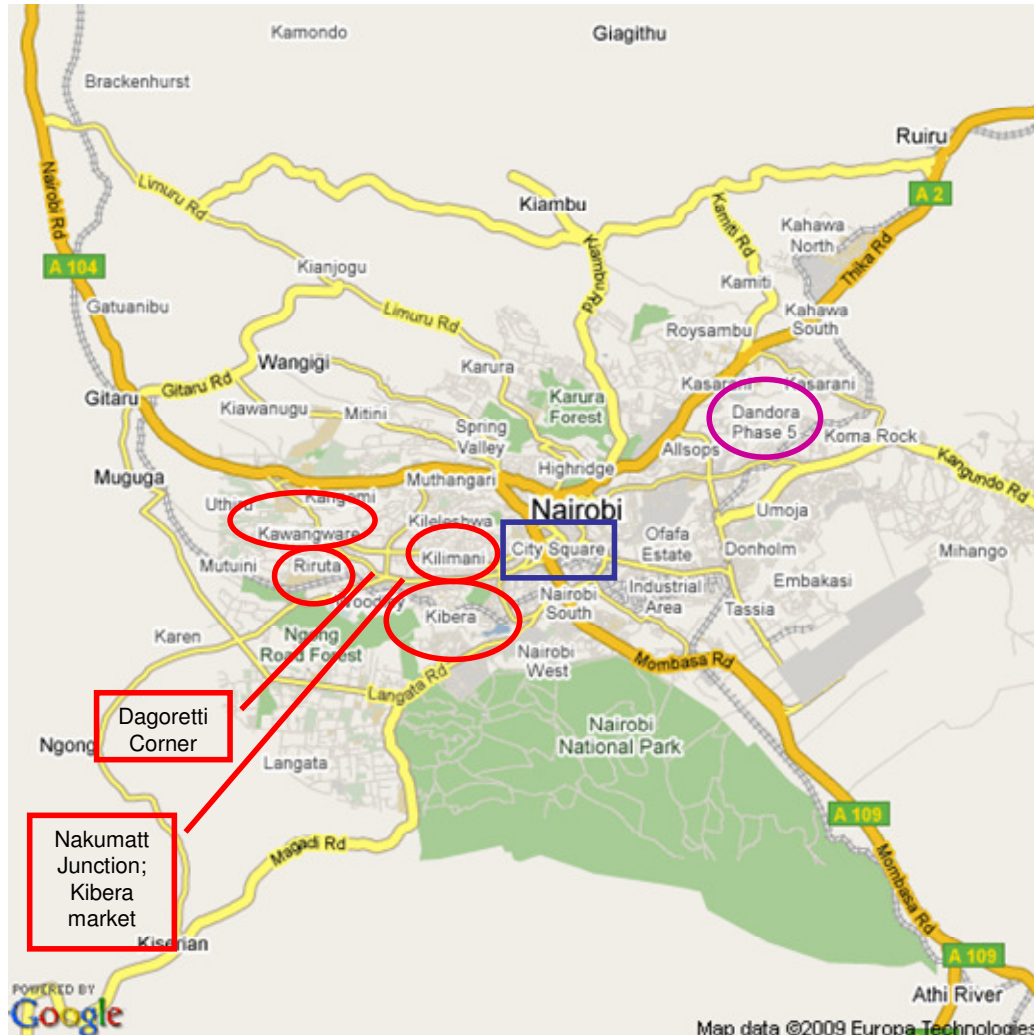 Kamondo
Giagithu
Brackenhurst
Ruiru
Nairobi Rd
Limuru Rd
A 2
Kiambu
Kamiti Rd
Kahawa
North
Kiambu Rd
Thika Rd
Kianjogu
A 104
Kamiti
Gatuanibu
Kahawa
South
Limuru Rd
Roysambu
Wangigi
Karura
Gitaru Rd
Kasarani
Kasarani
Gitaru
Kiawanugu
Mitini
Karura
Forest
Dandora
Phase 5
Spring
Valley
Koma Rock
Allsops
Kangundo Rd
Highridge
Muguga
Muthangari
Uthiru
Kangemi
Nairobi
Umoja
Kawangware
Kileleshwa
City Square
Ofafa
Estate
Donholm
Mihango
Kilimani
Mutuini
Riruta
Embakasi
Industrial
Area
Woodley
Nairobi
South
Tassia
Kibera
Karen
Ngong
Road Forest
Nairobi
West
Mombasa Rd
Langata Rd
Dagoretti
Corner
Nairobi
National Park
Ngong
Langata
A 109
Nakumatt
Junction;
Kibera
market
Magadi Rd
Mombasa Rd
Kiserian
A 109
POWERED BY
Google
Athi River
Map data ©2009 Europa Technologies